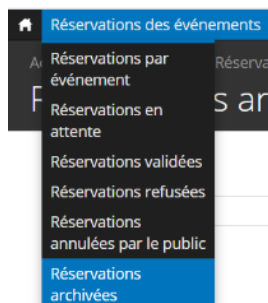 Réservations des événements
Réservations par
événement
Réservations en
attente
Réservations validées
Réservations refusées
Réservations
annulées par le public
Réservations
archivées